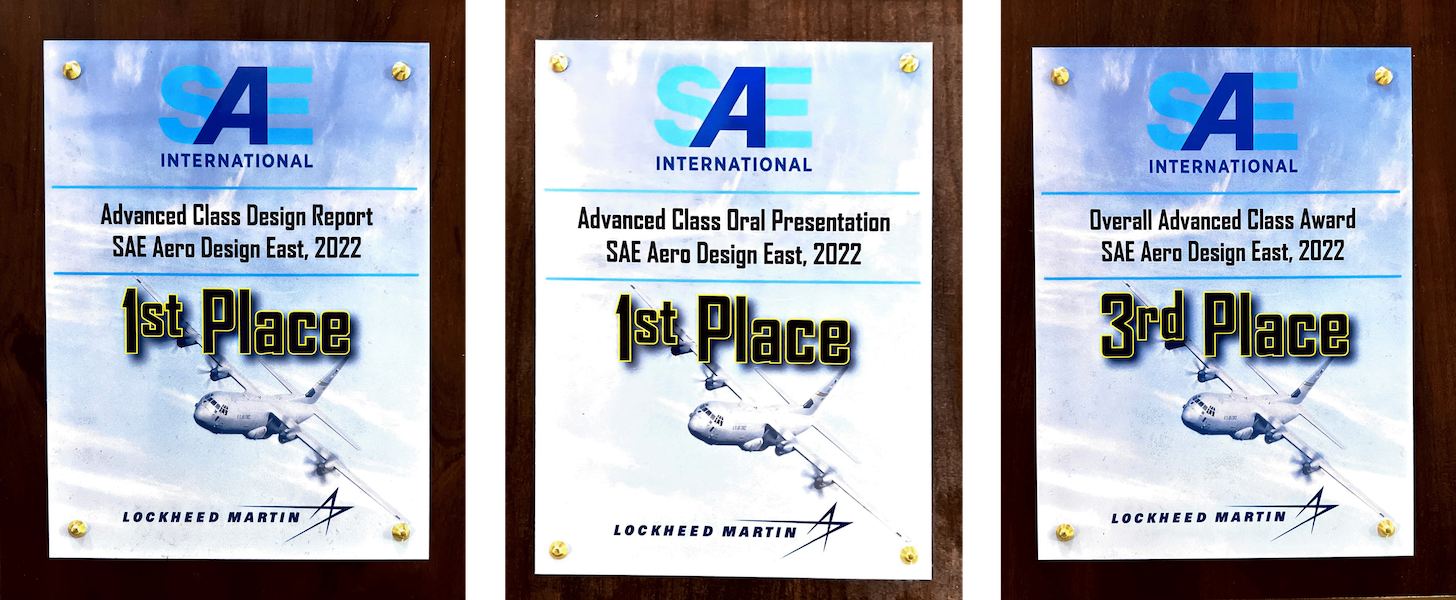 SAE
INTERNATIONAL
Advanced Class Design Report
SAE Aero Design East, 2022
1st Place
LOCKHEED MARTIN
SAE
INTERNATIONAL
Advanced Class Oral Presentation
SAE Aero Design East, 2022
1st Place
LOCKHEED MARTIN
SAE
INTERNATIONAL
Overall Advanced Class Award
SAE Aero Design East, 2022
3rd Place
LOCKHEED MARTIN